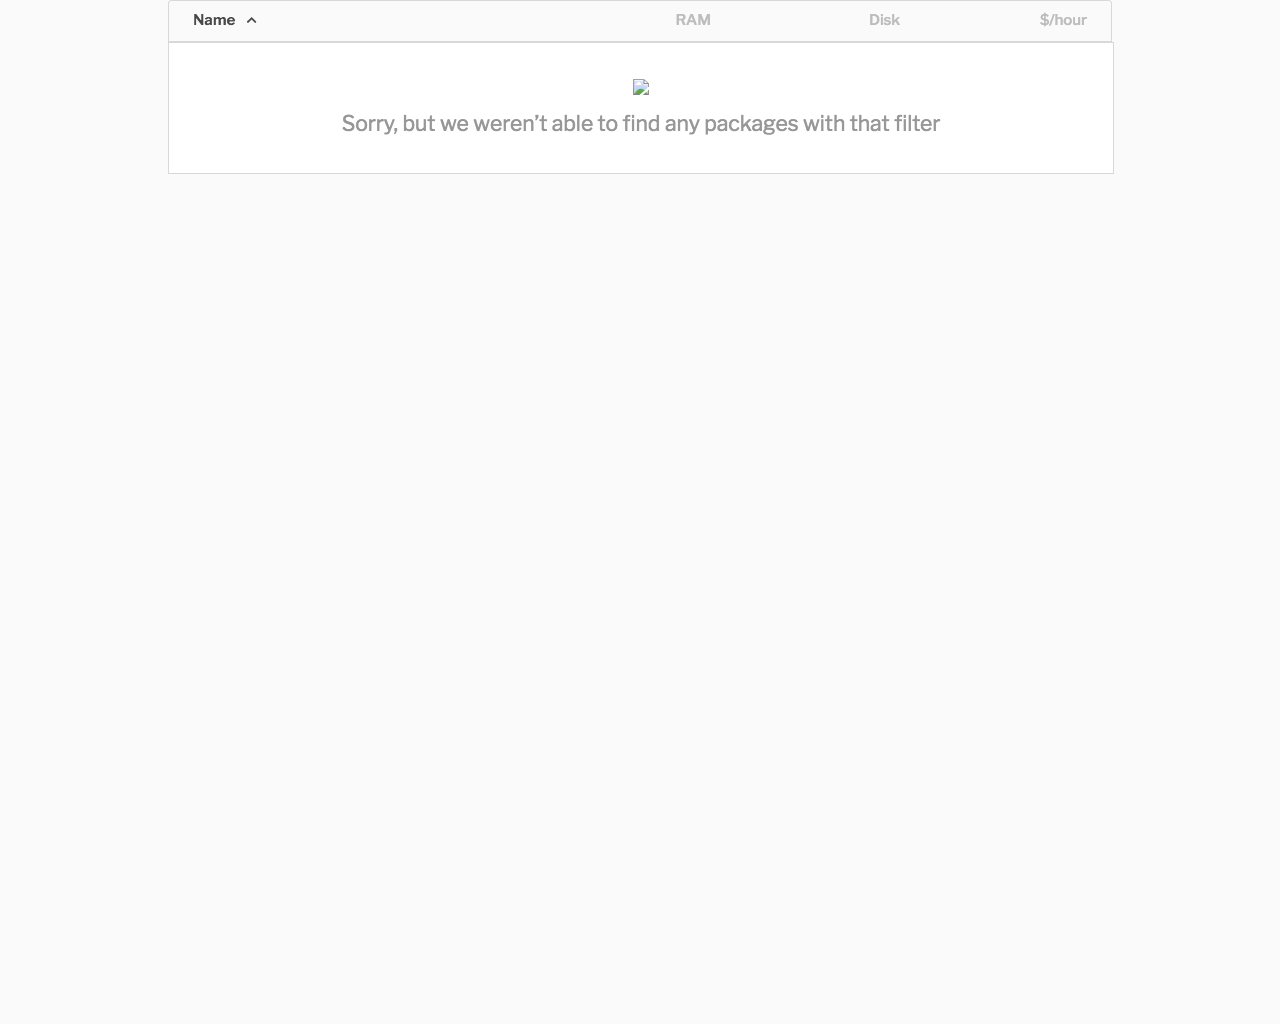 Name RAM Disk $/hour
Sorry, but we weren’t able to find any packages with that filter